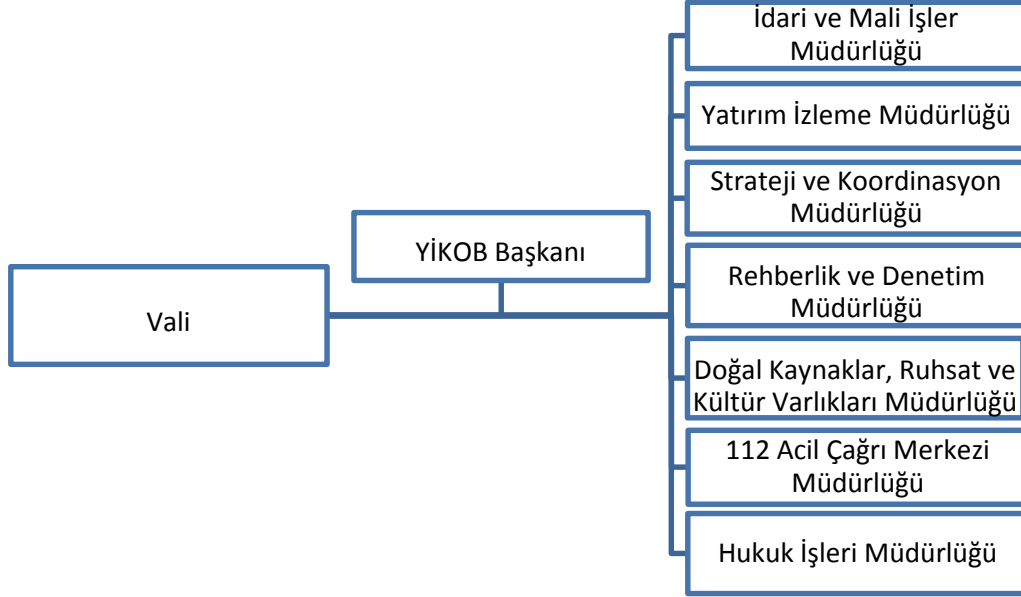 Vali
YİKOB Başkanı
İdari ve Mali İşler
Müdürlüğü
Yatırım İzleme Müdürlüğü
Strateji ve Koordinasyon
Müdürlüğü
Rehberlik ve Denetim
Müdürlüğü
Doğal Kaynaklar, Ruhsat ve
Kültür Varlıkları Müdürlüğü
112 Acil Çağrı Merkezi
Müdürlüğü
Hukuk İşleri Müdürlüğü